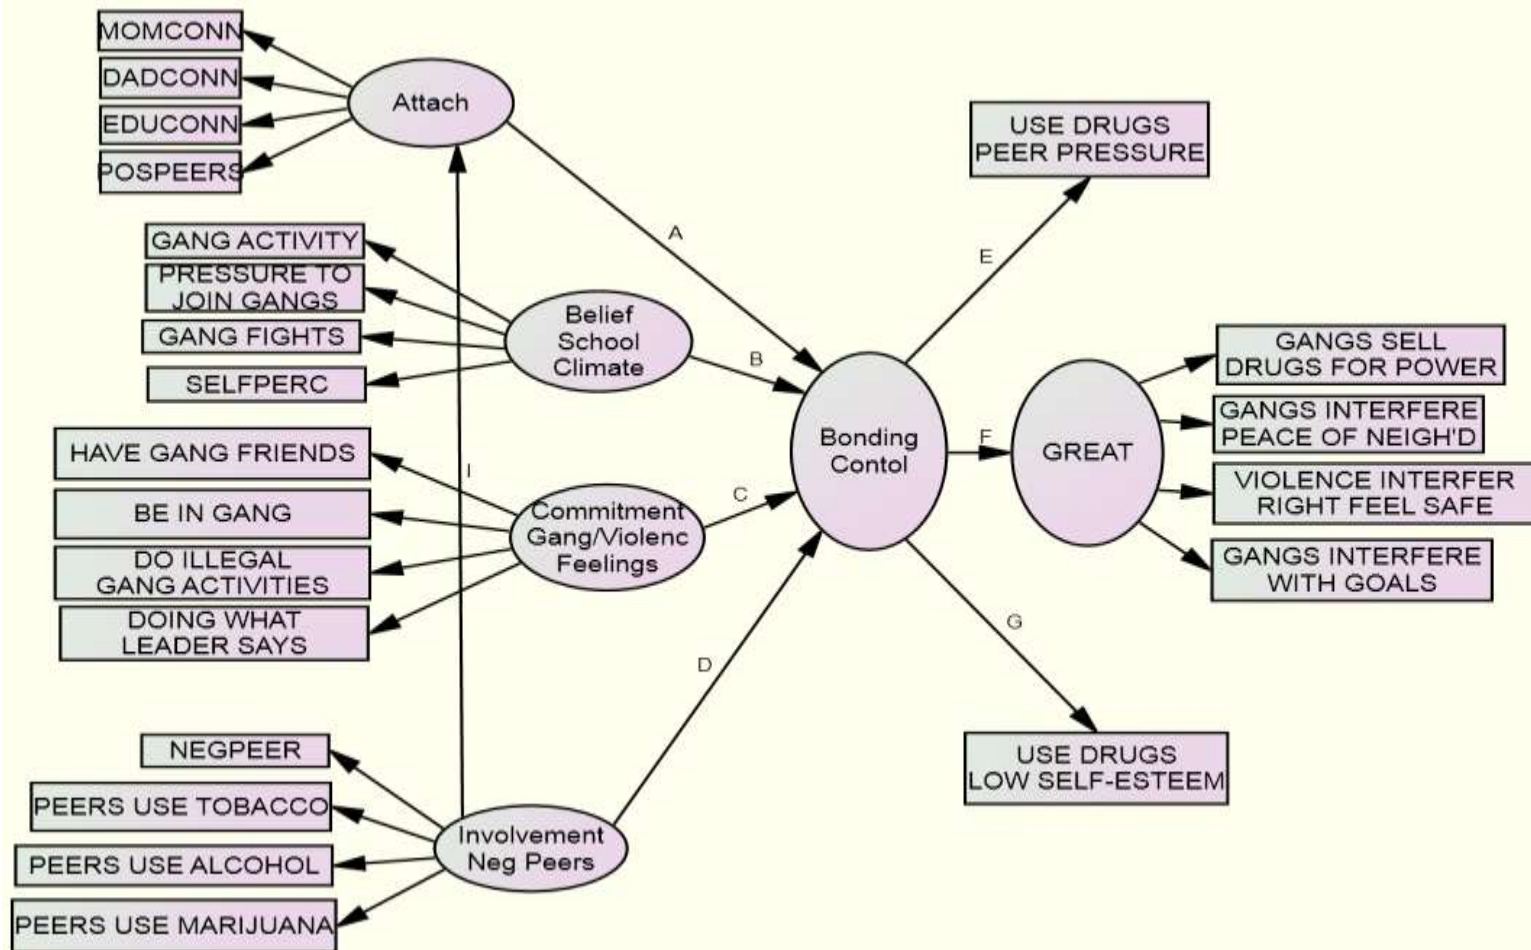 MOMCONN
DADCONN
EDUCONN
POSPEERS
Attach
GANG ACTIVITY
PRESSURE TO
JOIN GANGS
GANG FIGHTS
SELFPERC
Belief
School
Climate
HAVE GANG FRIENDS
BE IN GANG
DO ILLEGAL
GANG ACTIVITIES
DOING WHAT
LEADER SAYS
Commitment
Gang/Violenc
Feelings
NEGPEER
PEERS USE TOBACCO
PEERS USE ALCOHOL
PEERS USE MARIJUANA
Involvement
Neg Peers
I
A
B
C
D
Bonding
Contol
E
F
G
USE DRUGS
PEER PRESSURE
GREAT
GANGS SELL
DRUGS FOR POWER
GANGS INTERFERE
PEACE OF NEIGH'D
VIOLENCE INTERFER
RIGHT FEEL SAFE
GANGS INTERFERE
WITH GOALS
USE DRUGS
LOW SELF-ESTEEM